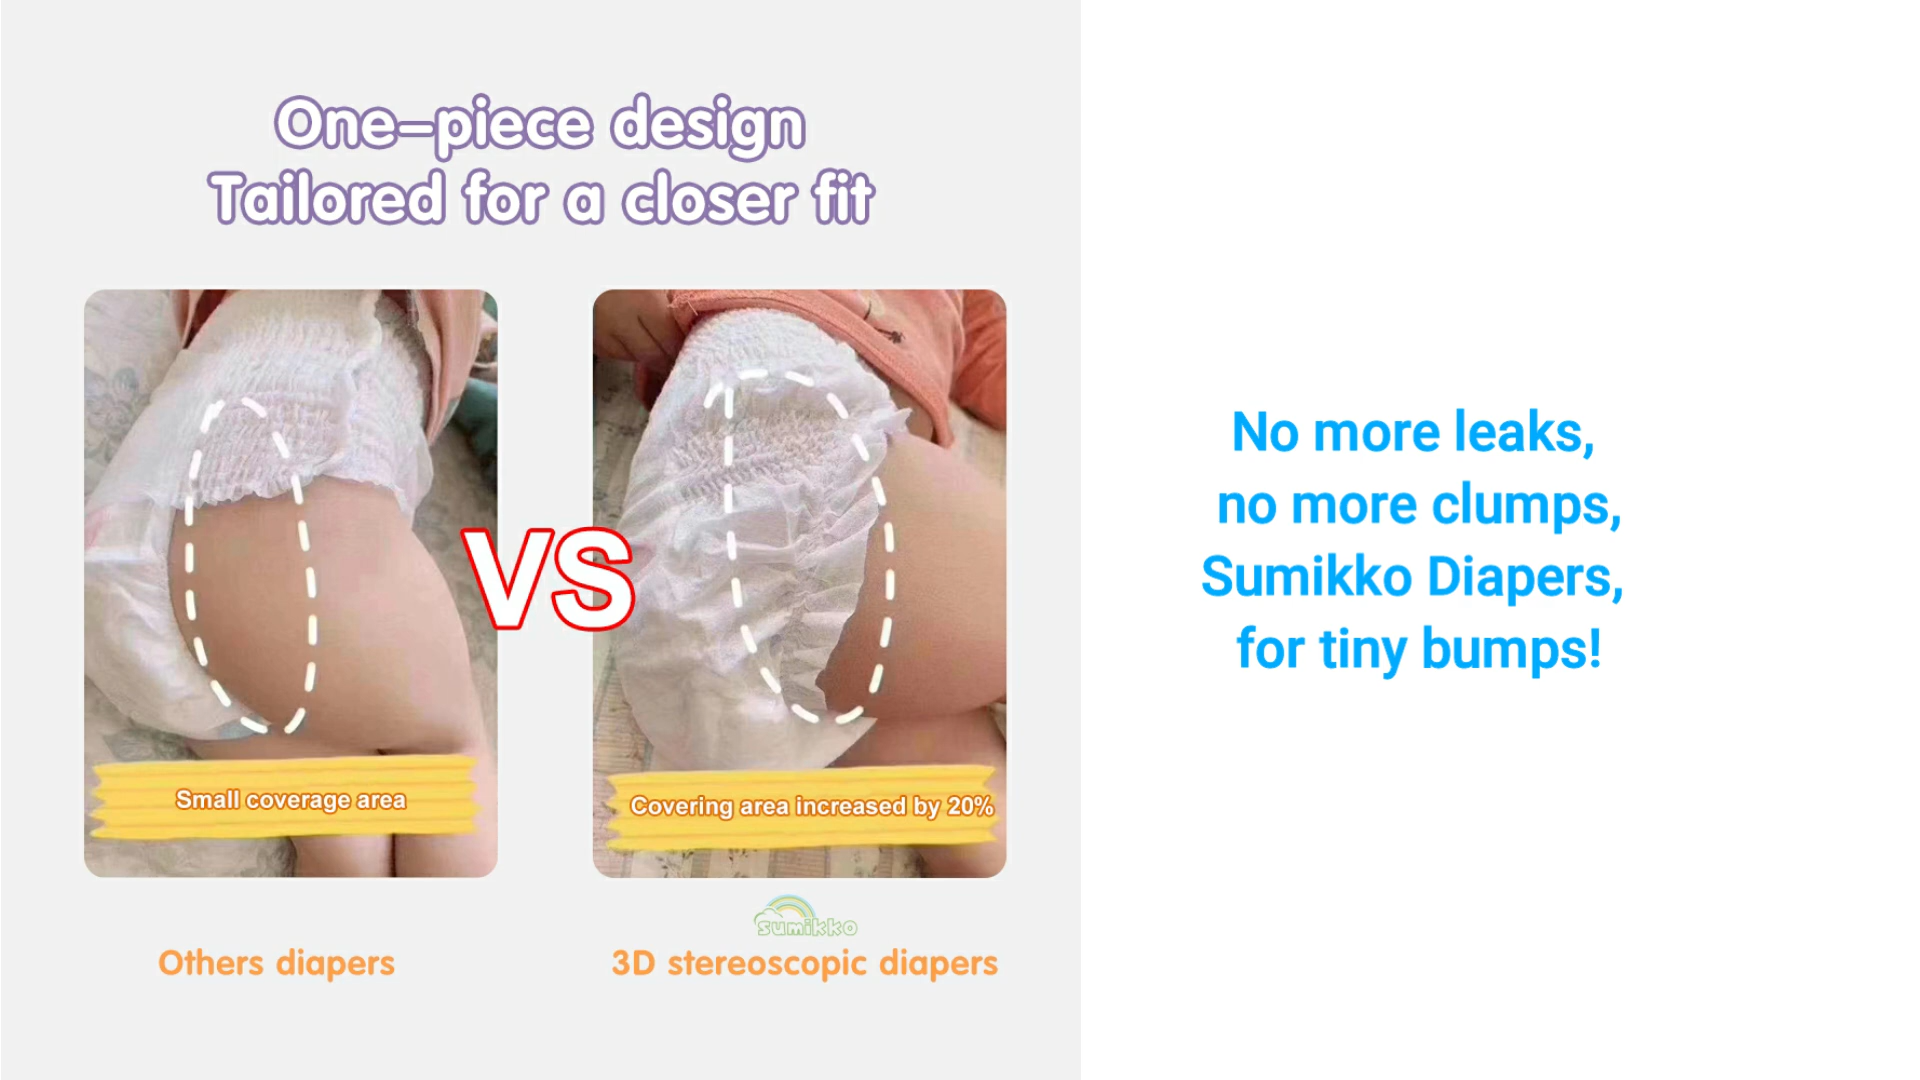 One-piece design
Tailored for a closer fit
VS
Small coverage area
Covering area increased by 20%
sumikko
Others diapers
3D stereoscopic diapers
No more leaks,
no more clumps,
Sumikko Diapers,
for tiny bumps!